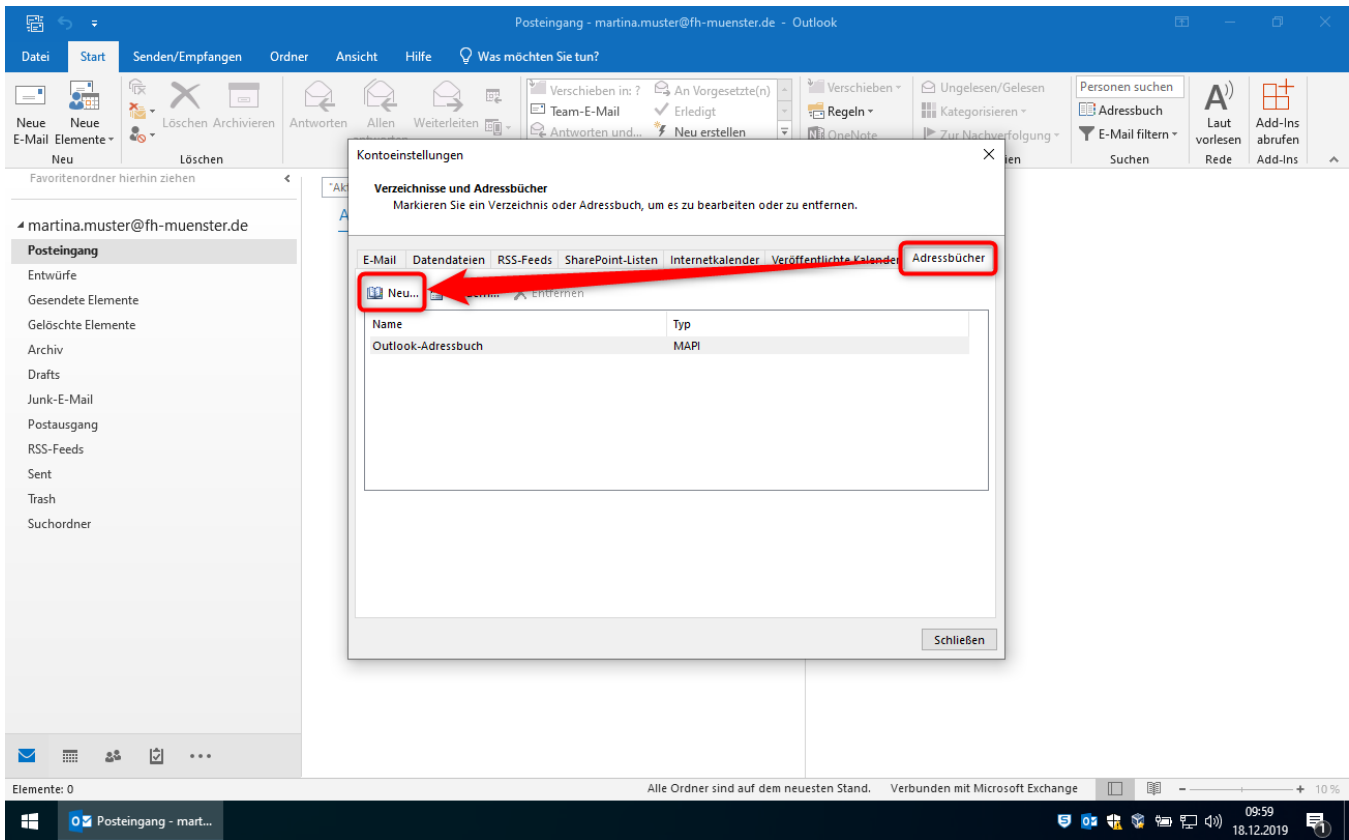 Posteingang - martina.muster@fh-muenster.de - Outlook
Datei Start Senden/Empfangen Ordner Ansicht Hilfe Was möchten Sie tun?
Neue E-Mail
Neue Elemente
Neu
Löschen Archivieren
Löschen
Antworten
Allen
Weiterleiten
Verschieben in: ? An Vorgesetzte(n)
Team-E-Mail Erledigt
Antworten und... Neu erstellen
Verschieben
Regeln
OneNote
Ungelesen/Gelesen
Kategorisieren
Zur Nachverfolgung
Personen suchen
Adressbuch
E-Mail filtern
Suchen
Laut vorlesen
Rede
Add-Ins abrufen
Add-Ins
Favoritenordner hierhin ziehen
martina.muster@fh-muenster.de
Posteingang
Entwürfe
Gesendete Elemente
Gelöschte Elemente
Archiv
Drafts
Junk-E-Mail
Postausgang
RSS-Feeds
Sent
Trash
Suchordner
Kontoeinstellungen
Verzeichnisse und Adressbücher
Markieren Sie ein Verzeichnis oder Adressbuch, um es zu bearbeiten oder zu entfernen.
E-Mail Datendateien RSS-Feeds SharePoint-Listen Internetkalender Veröffentlichte Kalender Adressbücher
Neu... Entfernen
Name Typ
Outlook-Adressbuch MAPI
Schließen
Elemente: 0 Alle Ordner sind auf dem neuesten Stand. Verbunden mit Microsoft Exchange 10 %
Posteingang - mart...
09:59
18.12.2019